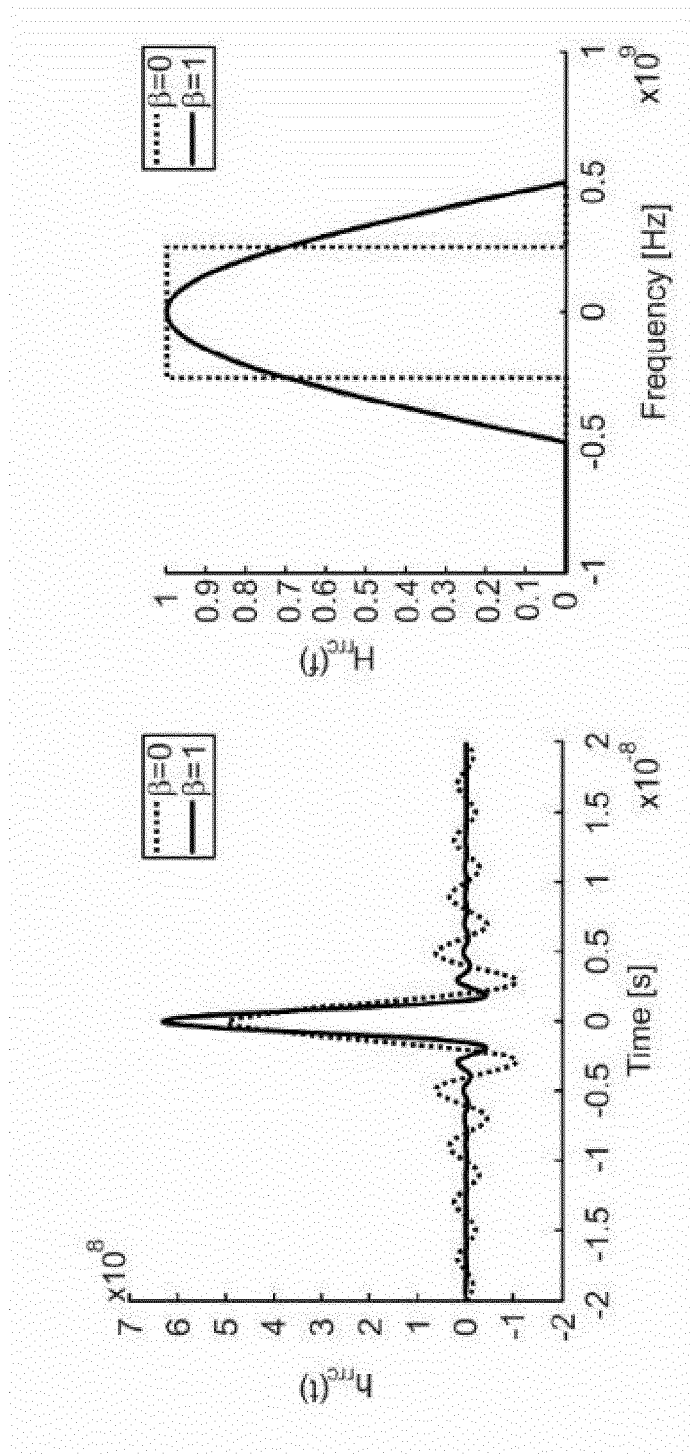 x10^8
7
6
5
4
3
2
1
0
-1
-2
h_rrc(t)
β=0
β=1
-2 -1.5 -1 -0.5 0 0.5 1 1.5 2
x10^-8
Time [s]
1
0.9
0.8
0.7
0.6
0.5
0.4
0.3
0.2
0.1
0
H_rrc(f)
β=0
β=1
-1 -0.5 0 0.5 1
x10^9
Frequency [Hz]